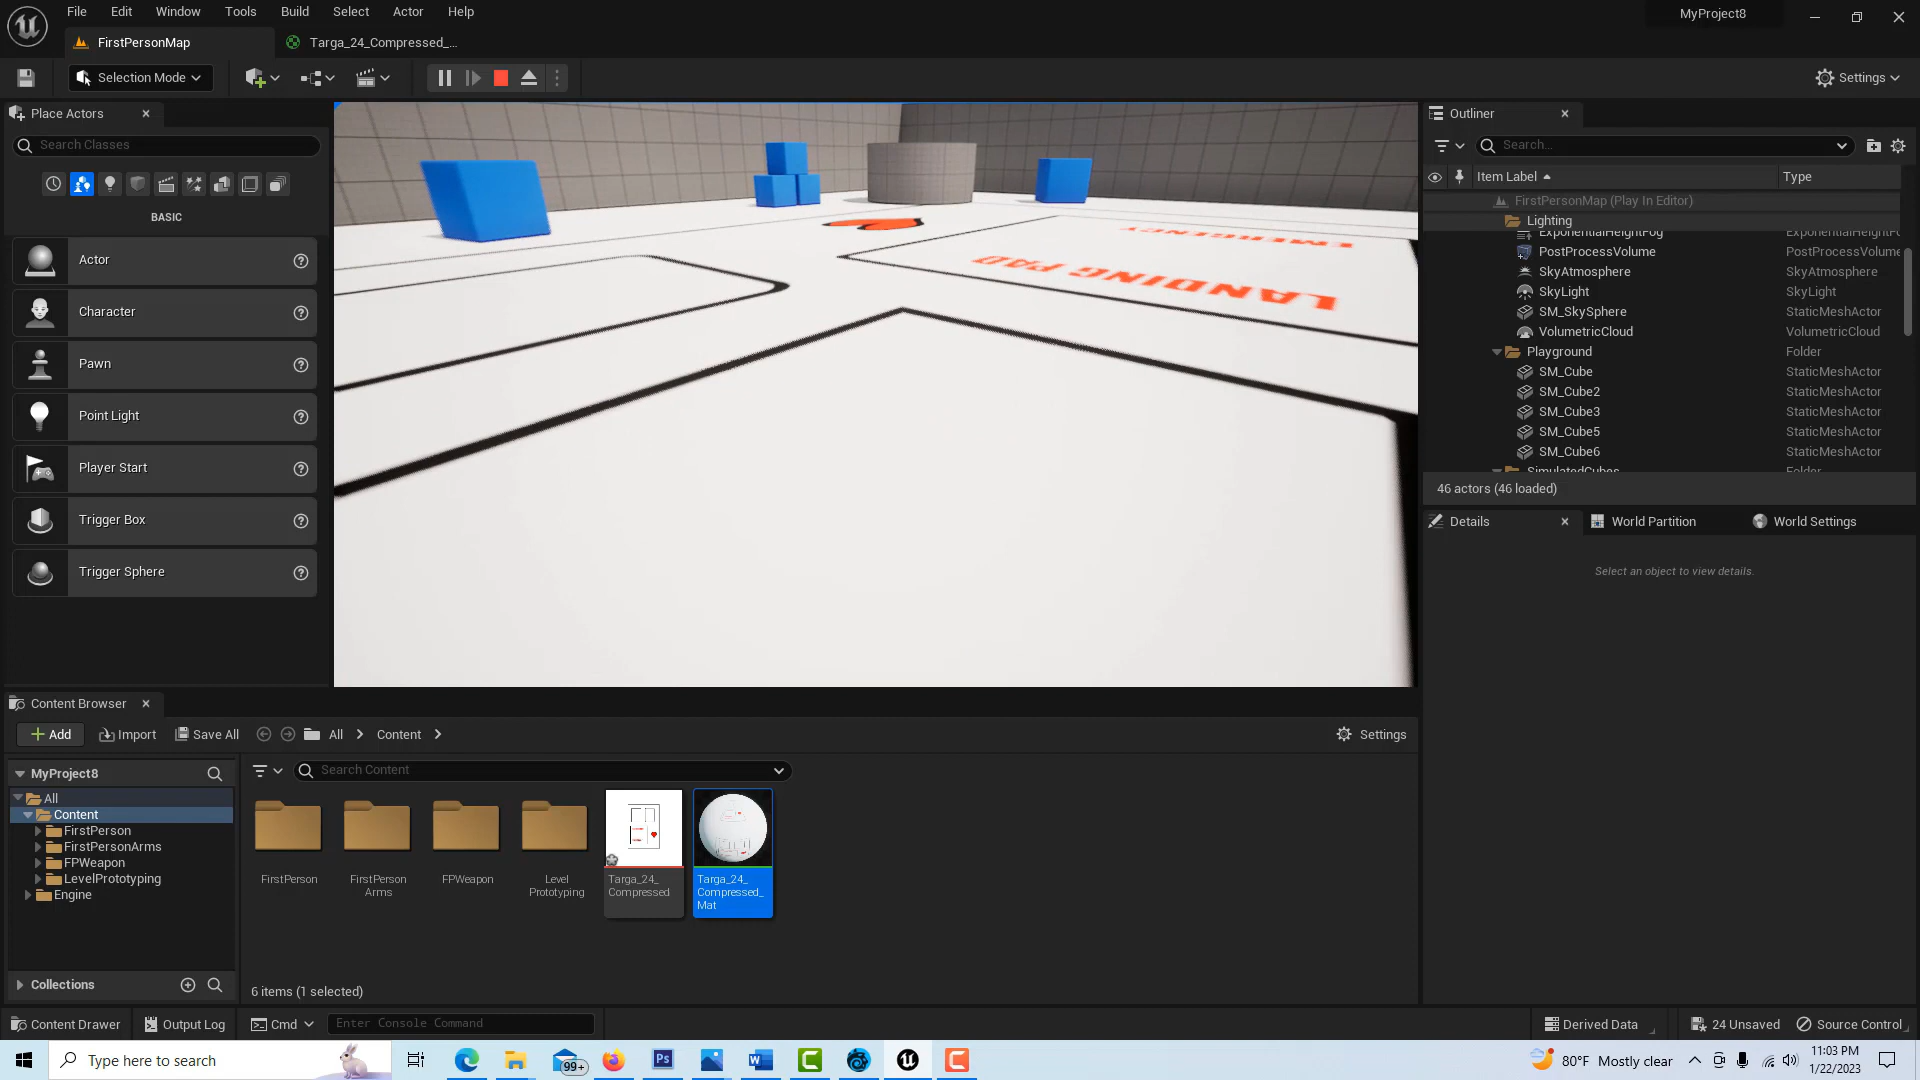 File Edit Window Tools Build Select Actor Help
MyProject8
FirstPersonMap
Targa_24_Compressed_...
Selection Mode
Settings
Place Actors
Search Classes
BASIC
Actor
Character
Pawn
Point Light
Player Start
Trigger Box
Trigger Sphere
EMERGENCY
LANDING PAD
Outliner
Search...
Item Label Type
FirstPersonMap (Play In Editor)
Lighting
ExponentialHeightFog ExponentialHeightFo
PostProcessVolume PostProcessVolume
SkyAtmosphere SkyAtmosphere
SkyLight SkyLight
SM_SkySphere StaticMeshActor
VolumetricCloud VolumetricCloud
Playground Folder
SM_Cube StaticMeshActor
SM_Cube2 StaticMeshActor
SM_Cube3 StaticMeshActor
SM_Cube5 StaticMeshActor
SM_Cube6 StaticMeshActor
SimulatedCubes Folder
46 actors (46 loaded)
Details World Partition World Settings
Select an object to view details.
Content Browser
Add Import Save All All Content Settings
MyProject8
Search Content
All
Content
FirstPerson
FirstPersonArms
FPWeapon
LevelPrototyping
Engine
FirstPerson
FirstPerson
Arms
FPWeapon
Level
Prototyping
Targa_24_
Compressed
Targa_24_
Compressed_
Mat
Collections
6 items (1 selected)
Content Drawer Output Log Cmd Enter Console Command Derived Data 24 Unsaved Source Control
Type here to search
99+
Ps
80°F Mostly clear
11:03 PM
1/22/2023